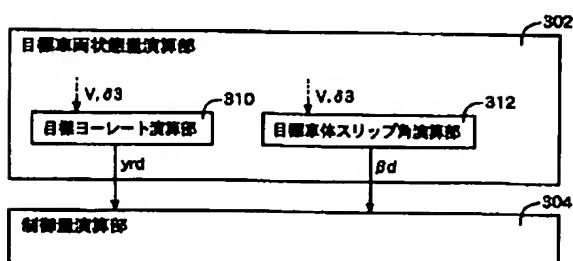 302
目標車両状態量演算部
V,δ3
310
V,δ3
312
目標ヨーレート演算部
目標車体スリップ角演算部
yrd
βd
304
制御量演算部